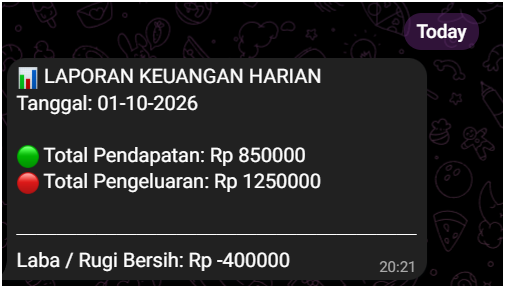 Today
📊 LAPORAN KEUANGAN HARIAN
Tanggal: 01-10-2026
🟢 Total Pendapatan: Rp 850000
🔴 Total Pengeluaran: Rp 1250000
Laba / Rugi Bersih: Rp -400000
20:21